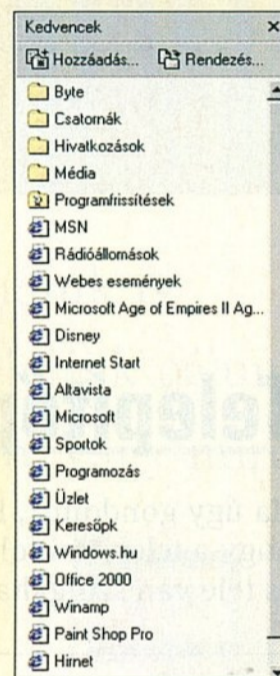 Kedvencek
Hozzáadás... Rendezés...
Byte
Csatornák
Hivatkozások
Média
Programfrissítések
MSN
Rádióállomások
Webes események
Microsoft Age of Empires II Ag...
Disney
Internet Start
Altavista
Microsoft
Sportok
Programozás
Üzlet
Keresőpk
Windows.hu
Office 2000
Winamp
Paint Shop Pro
Hirnet